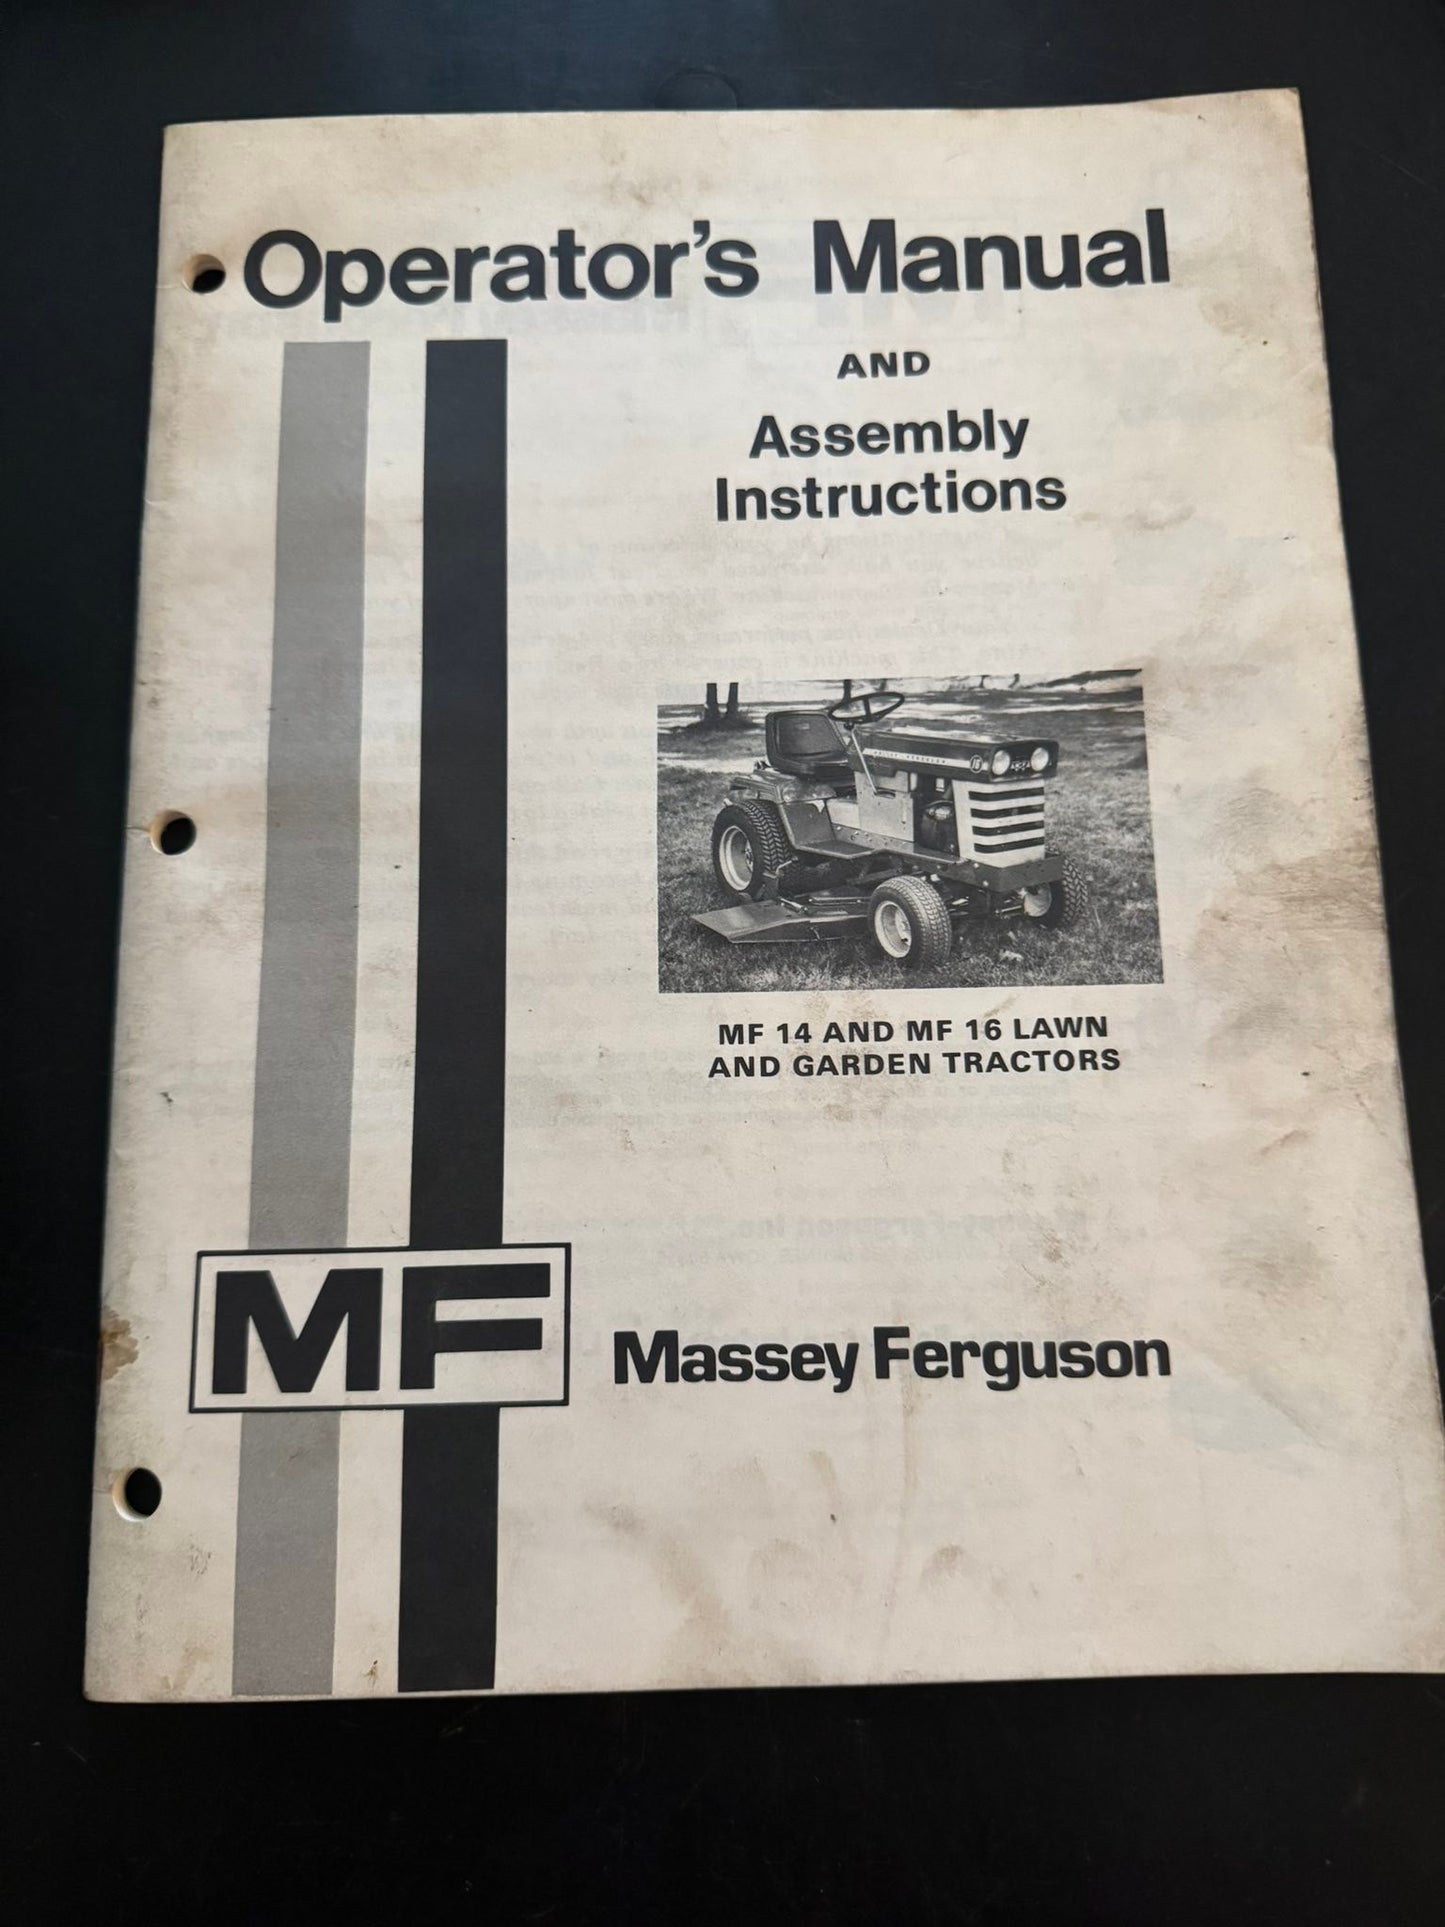 Operator's Manual
AND
Assembly
Instructions
MF 14 AND MF 16 LAWN
AND GARDEN TRACTORS
MF
Massey Ferguson